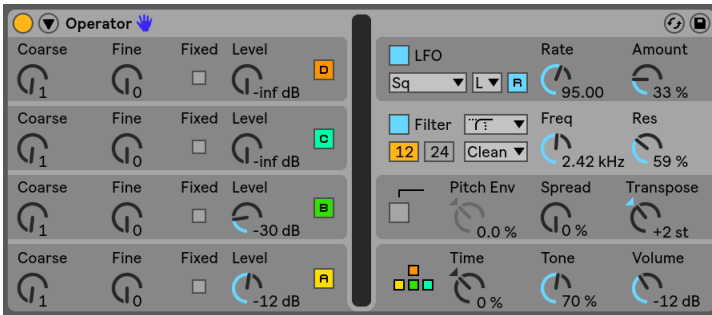 Operator
Coarse Fine Fixed Level
1 0 -inf dB D
Coarse Fine Fixed Level
1 0 -inf dB C
Coarse Fine Fixed Level
1 0 -30 dB B
Coarse Fine Fixed Level
1 0 -12 dB A
LFO Rate Amount
Sq L R 95.00 33 %
Filter Freq Res
12 24 Clean 2.42 kHz 59 %
Pitch Env Spread Transpose
0.0 % 0 % +2 st
Time Tone Volume
0 % 70 % -12 dB